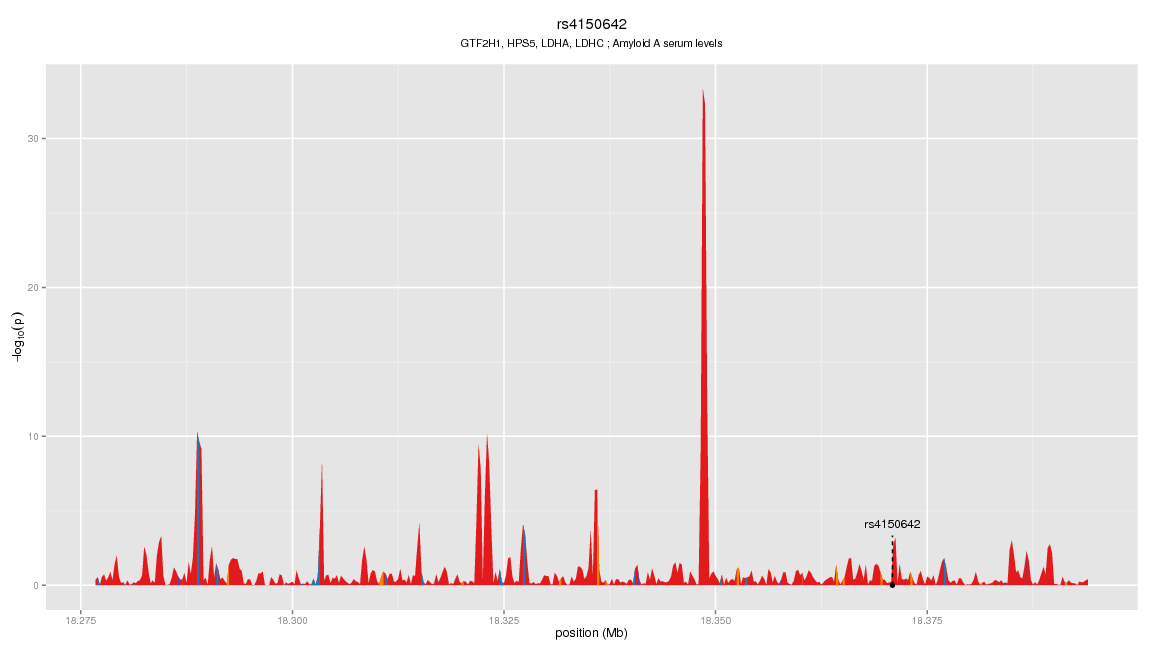 rs4150642
GTF2H1, HPS5, LDHA, LDHC ; Amyloid A serum levels
30
20
10
0
−log10(p)
rs4150642
18.275
18.300
18.325
18.350
18.375
position (Mb)